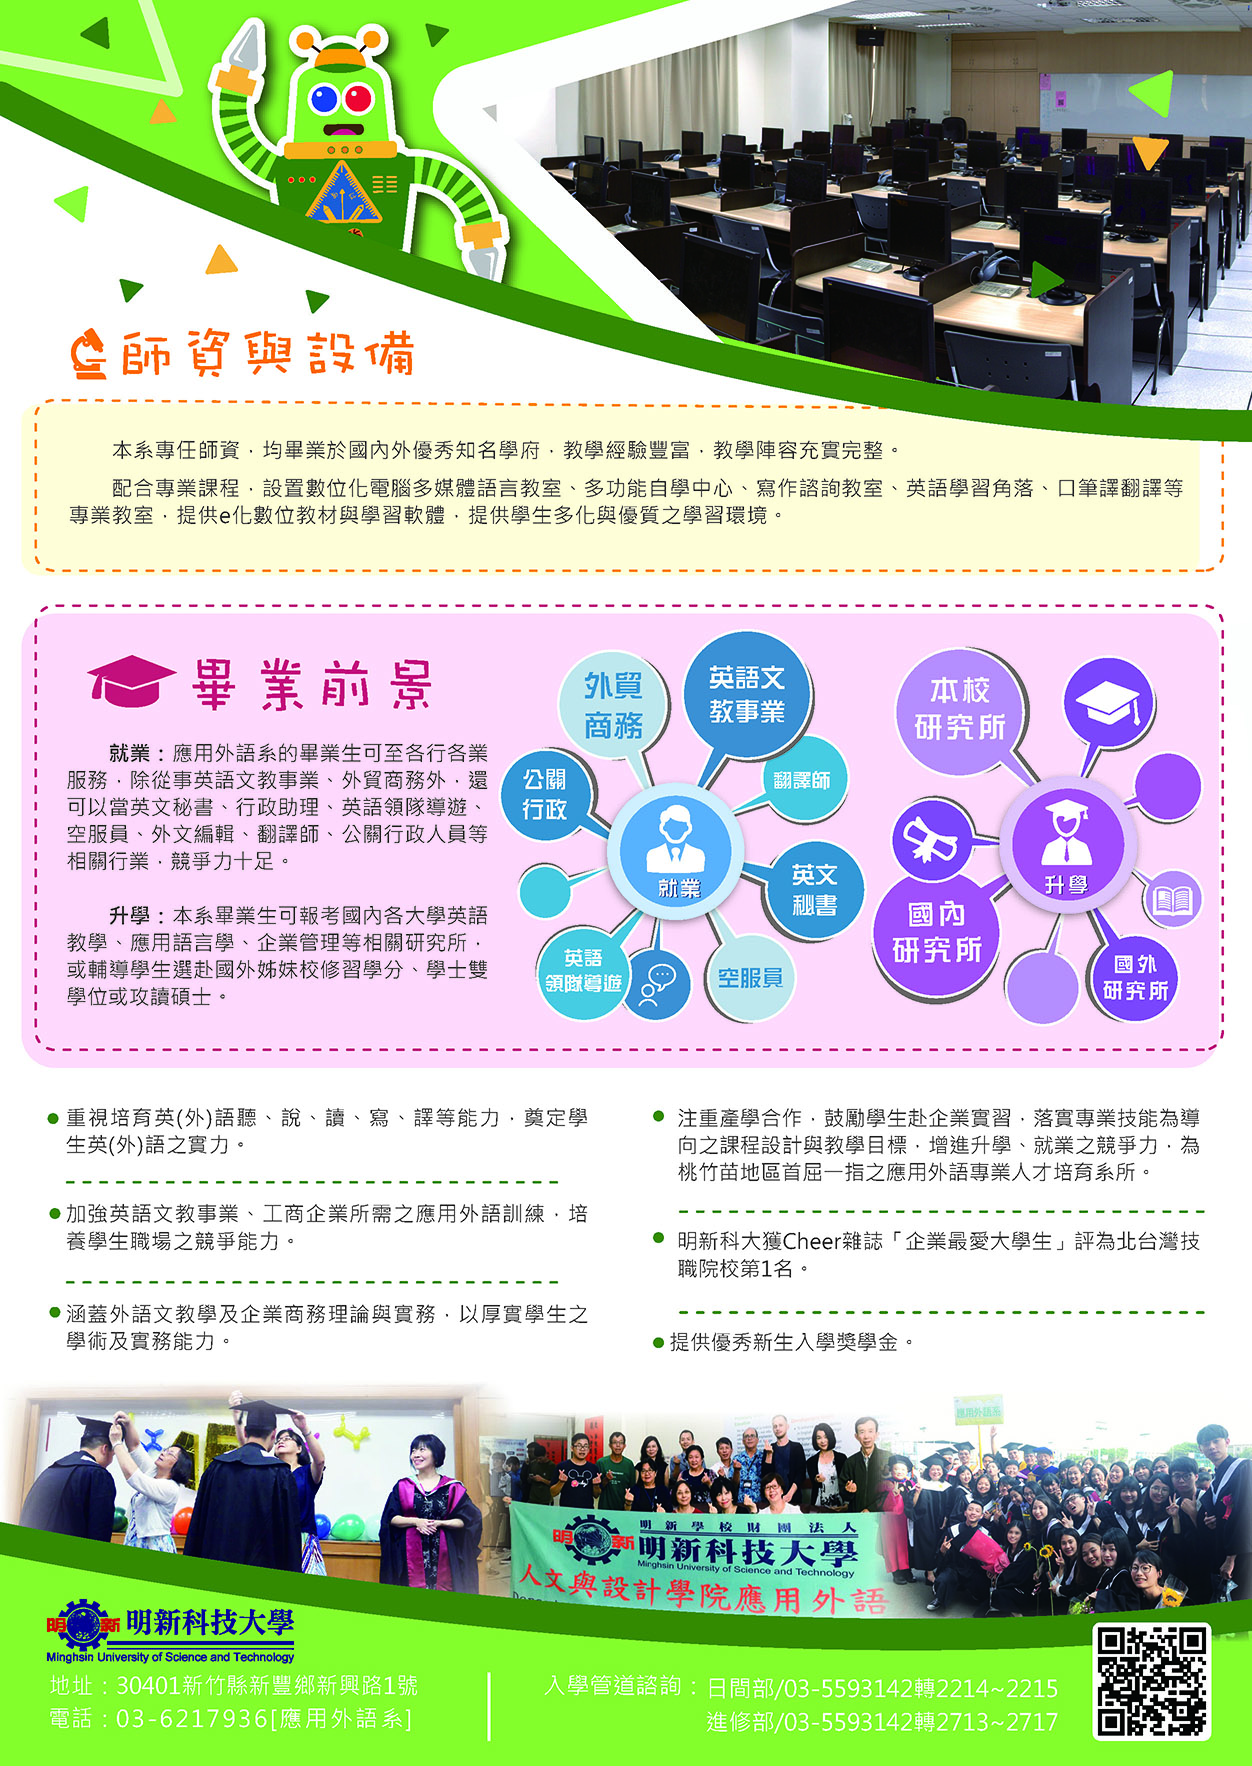 師資與設備
本系專任師資，均畢業於國內外優秀知名學府，教學經驗豐富，教學陣容充實完整。
配合專業課程，設置數位化電腦多媒體語言教室、多功能自學中心、寫作諮詢教室、英語學習角落、口筆譯翻譯等
專業教室，提供e化數位教材與學習軟體，提供學生多化與優質之學習環境。
畢業前景
就業：應用外語系的畢業生可至各行各業
服務，除從事英語文教事業、外貿商務外，還
可以當英文秘書、行政助理、英語領隊導遊、
空服員、外文編輯、翻譯師、公關行政人員等
相關行業，競爭力十足。
升學：本系畢業生可報考國內各大學英語
教學、應用語言學、企業管理等相關研究所，
或輔導學生選赴國外姊妹校修習學分、學士雙
學位或攻讀碩士。
外貿
商務
英語文
教事業
公關
行政
翻譯師
就業
英文
秘書
英語
領隊導遊
空服員
本校
研究所
升學
國內
研究所
國外
研究所
重視培育英(外)語聽、說、讀、寫、譯等能力，奠定學
生英(外)語之實力。
加強英語文教事業、工商企業所需之應用外語訓練，培
養學生職場之競爭能力。
涵蓋外語文教學及企業商務理論與實務，以厚實學生之
學術及實務能力。
注重產學合作，鼓勵學生赴企業實習，落實專業技能為導
向之課程設計與教學目標，增進升學、就業之競爭力，為
桃竹苗地區首屈一指之應用外語專業人才培育系所。
明新科大獲Cheer雜誌「企業最愛大學生」評為北台灣技
職院校第1名。
提供優秀新生入學獎學金。
應用外語系
明新學校財團法人
明新 明新科技大學
Minghsin University of Science and Technology
人文與設計學院應用外語
明新 明新科技大學
Minghsin University of Science and Technology
地址：30401新竹縣新豐鄉新興路1號
電話：03-6217936[應用外語系]
入學管道諮詢：日間部/03-5593142轉2214~2215
進修部/03-5593142轉2713~2717